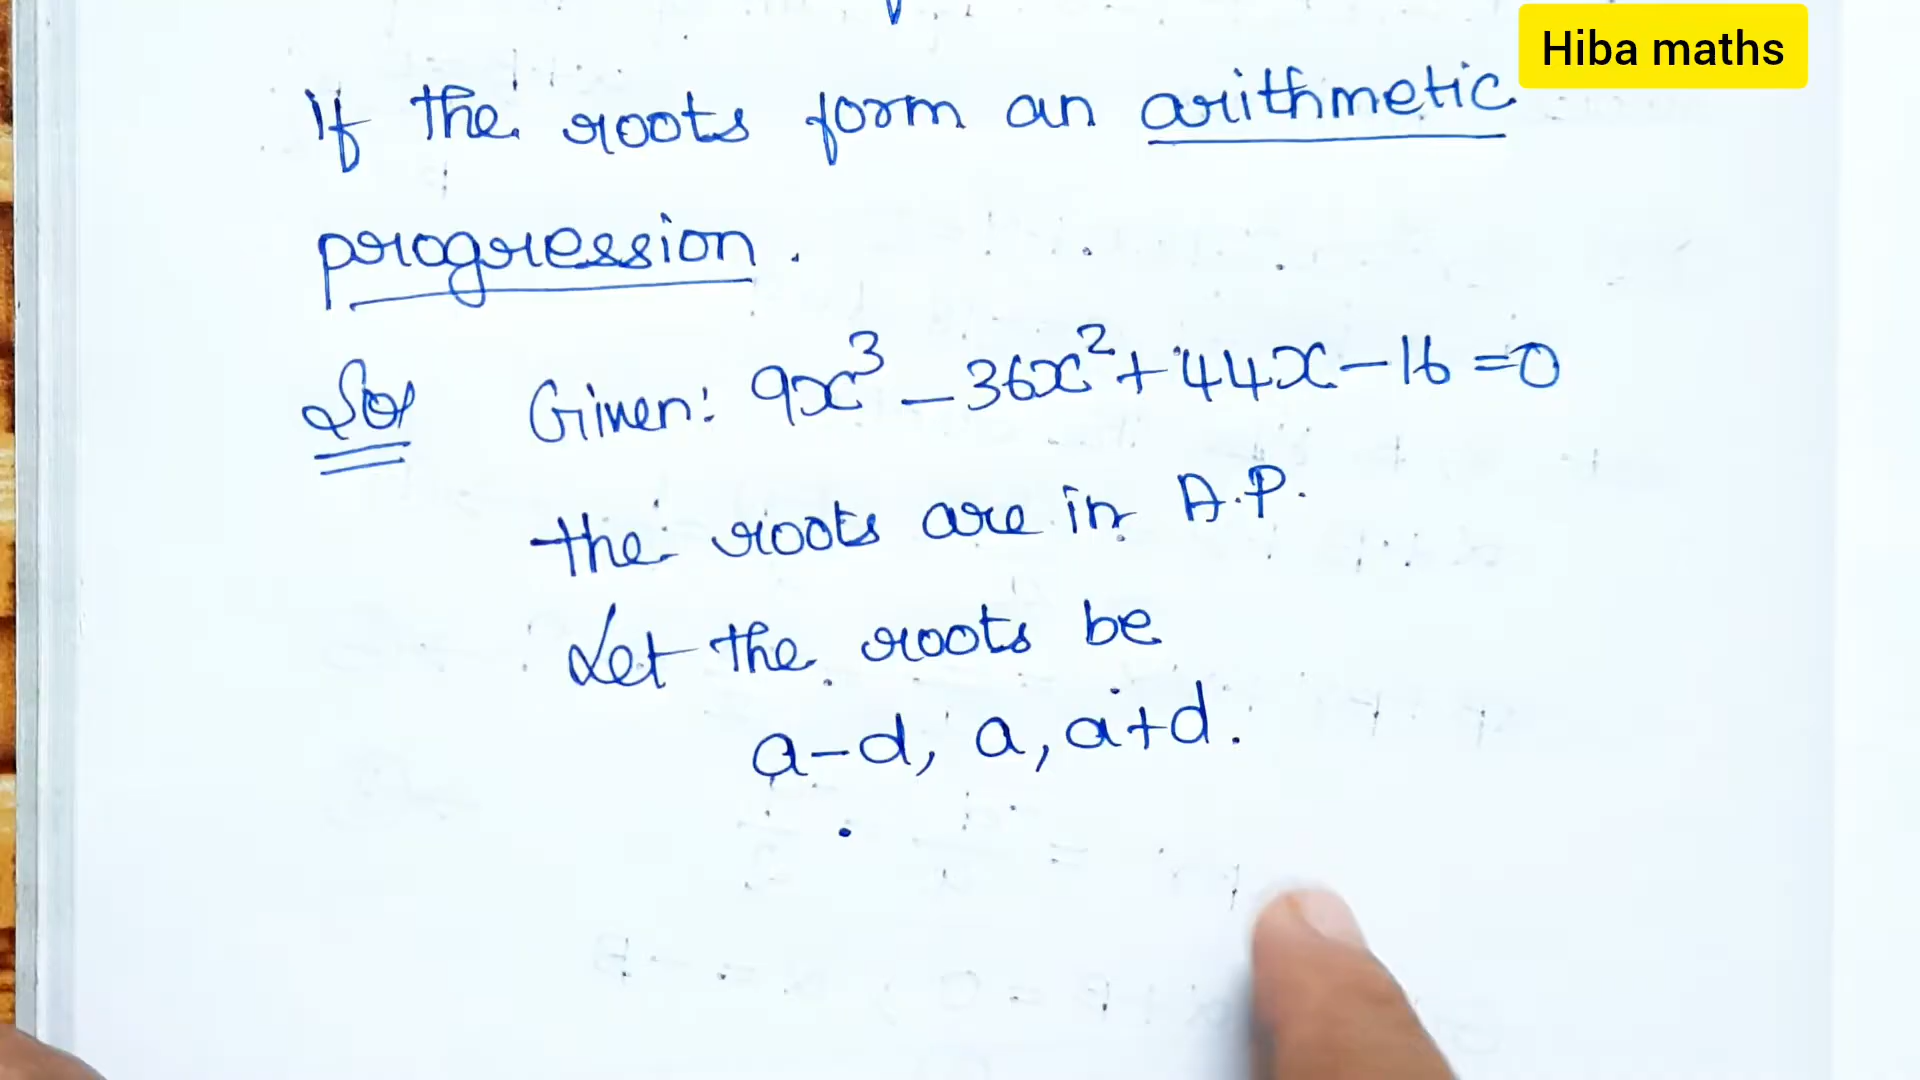 Hiba maths
If the roots form an arithmetic
progression.
Sol Given: 9x³ - 36x² + 44x - 16 = 0
the roots are in A.P.
Let the roots be
a-d, a, a+d.